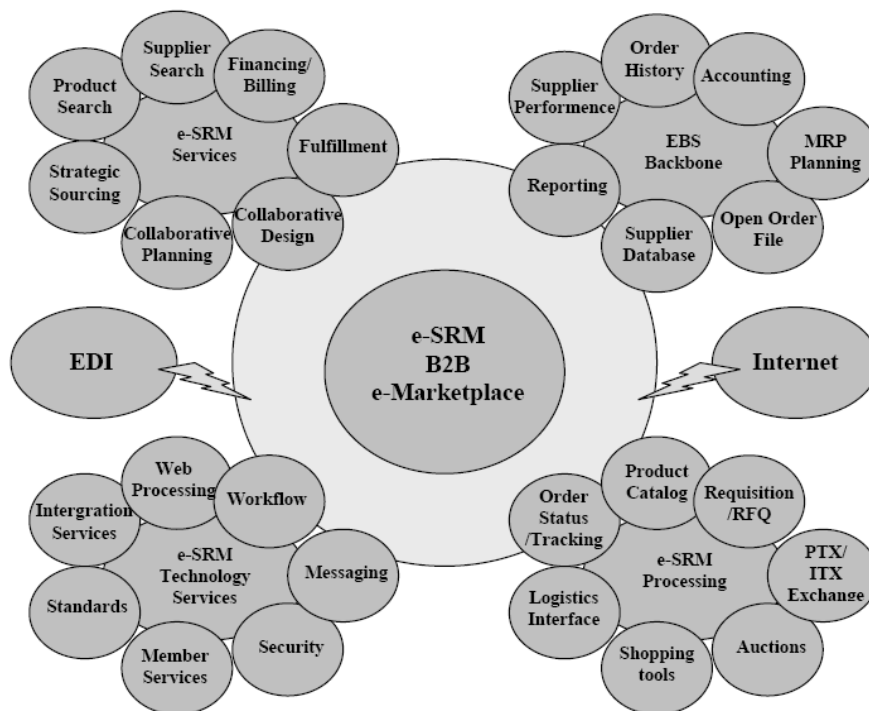 Supplier
Search
Financing/
Billing
Product
Search
e-SRM
Services
Fulfillment
Strategic
Sourcing
Collaborative
Design
Collaborative
Planning
Order
History
Accounting
Supplier
Performence
EBS
Backbone
MRP
Planning
Reporting
Open Order
File
Supplier
Database
EDI
e-SRM
B2B
e-Marketplace
Internet
Web
Processing
Workflow
Intergration
Services
e-SRM
Technology
Services
Messaging
Standards
Security
Member
Services
Product
Catalog
Requisition
/RFQ
Order
Status
/Tracking
e-SRM
Processing
PTX/
ITX
Exchange
Logistics
Interface
Auctions
Shopping
tools